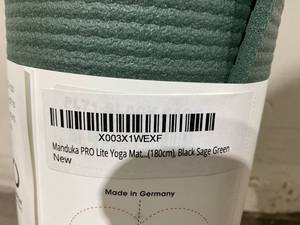 X003X1WEXF
Manduka PRO Lite Yoga Mat...(180cm), Black Sage Green
New
Made in Germany